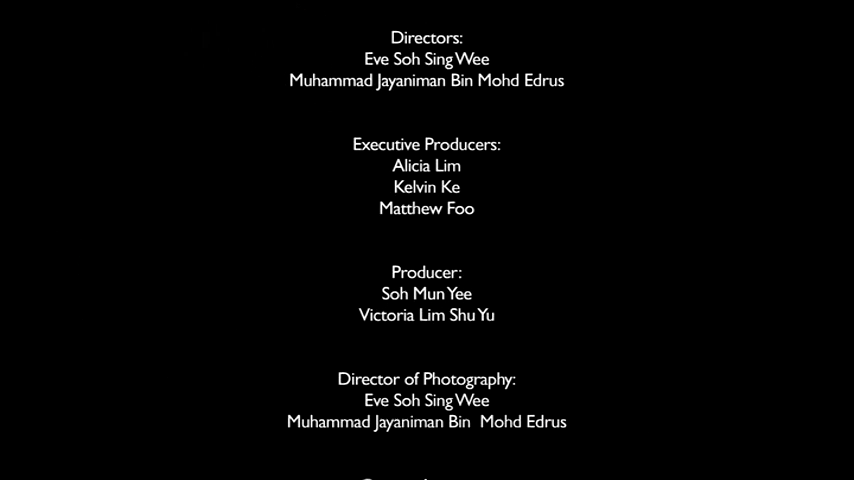 Directors:
Eve Soh Sing Wee
Muhammad Jayaniman Bin Mohd Edrus
Executive Producers:
Alicia Lim
Kelvin Ke
Matthew Foo
Producer:
Soh Mun Yee
Victoria Lim Shu Yu
Director of Photography:
Eve Soh Sing Wee
Muhammad Jayaniman Bin  Mohd Edrus